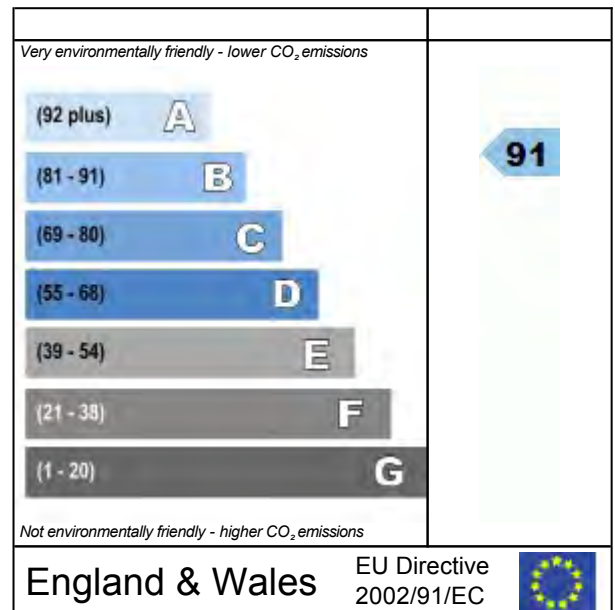 Very environmentally friendly - lower CO₂ emissions
(92 plus) A
(81 - 91) B
91
(69 - 80) C
(55 - 68) D
(39 - 54) E
(21 - 38) F
(1 - 20) G
Not environmentally friendly - higher CO₂ emissions
England & Wales
EU Directive
2002/91/EC